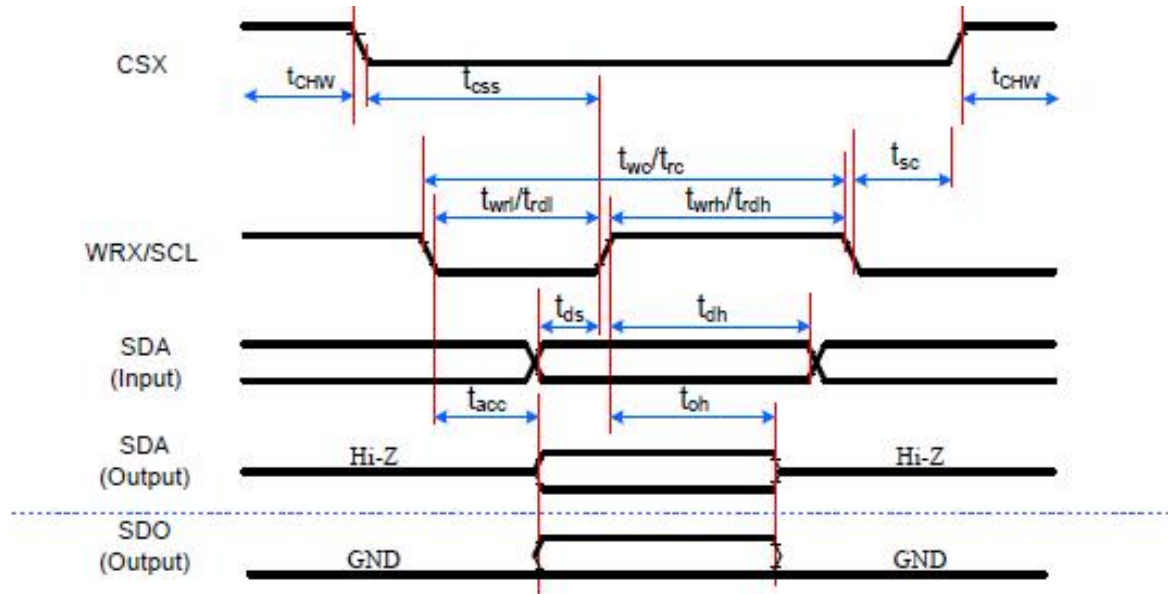 CSX
tCHW
tcss
tCHW
twc/trc
tsc
twrl/trdl
twrh/trdh
WRX/SCL
tds
tdh
SDA
(Input)
tacc
toh
SDA
(Output)
Hi-Z
Hi-Z
SDO
(Output)
GND
GND